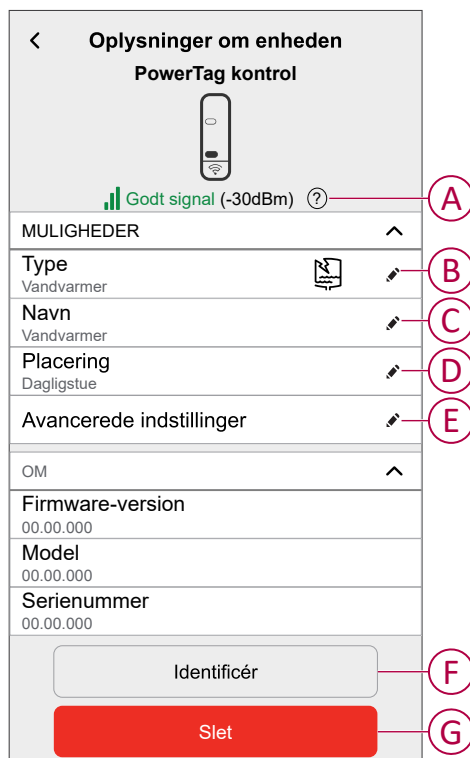 Oplysninger om enheden
PowerTag kontrol
Godt signal (-30dBm) ?
A
MULIGHEDER
Type
Vandvarmer
B
Navn
Vandvarmer
C
Placering
Dagligstue
D
Avancerede indstillinger
E
OM
Firmware-version
00.00.000
Model
00.00.000
Serienummer
00.00.000
Identificér
F
Slet
G